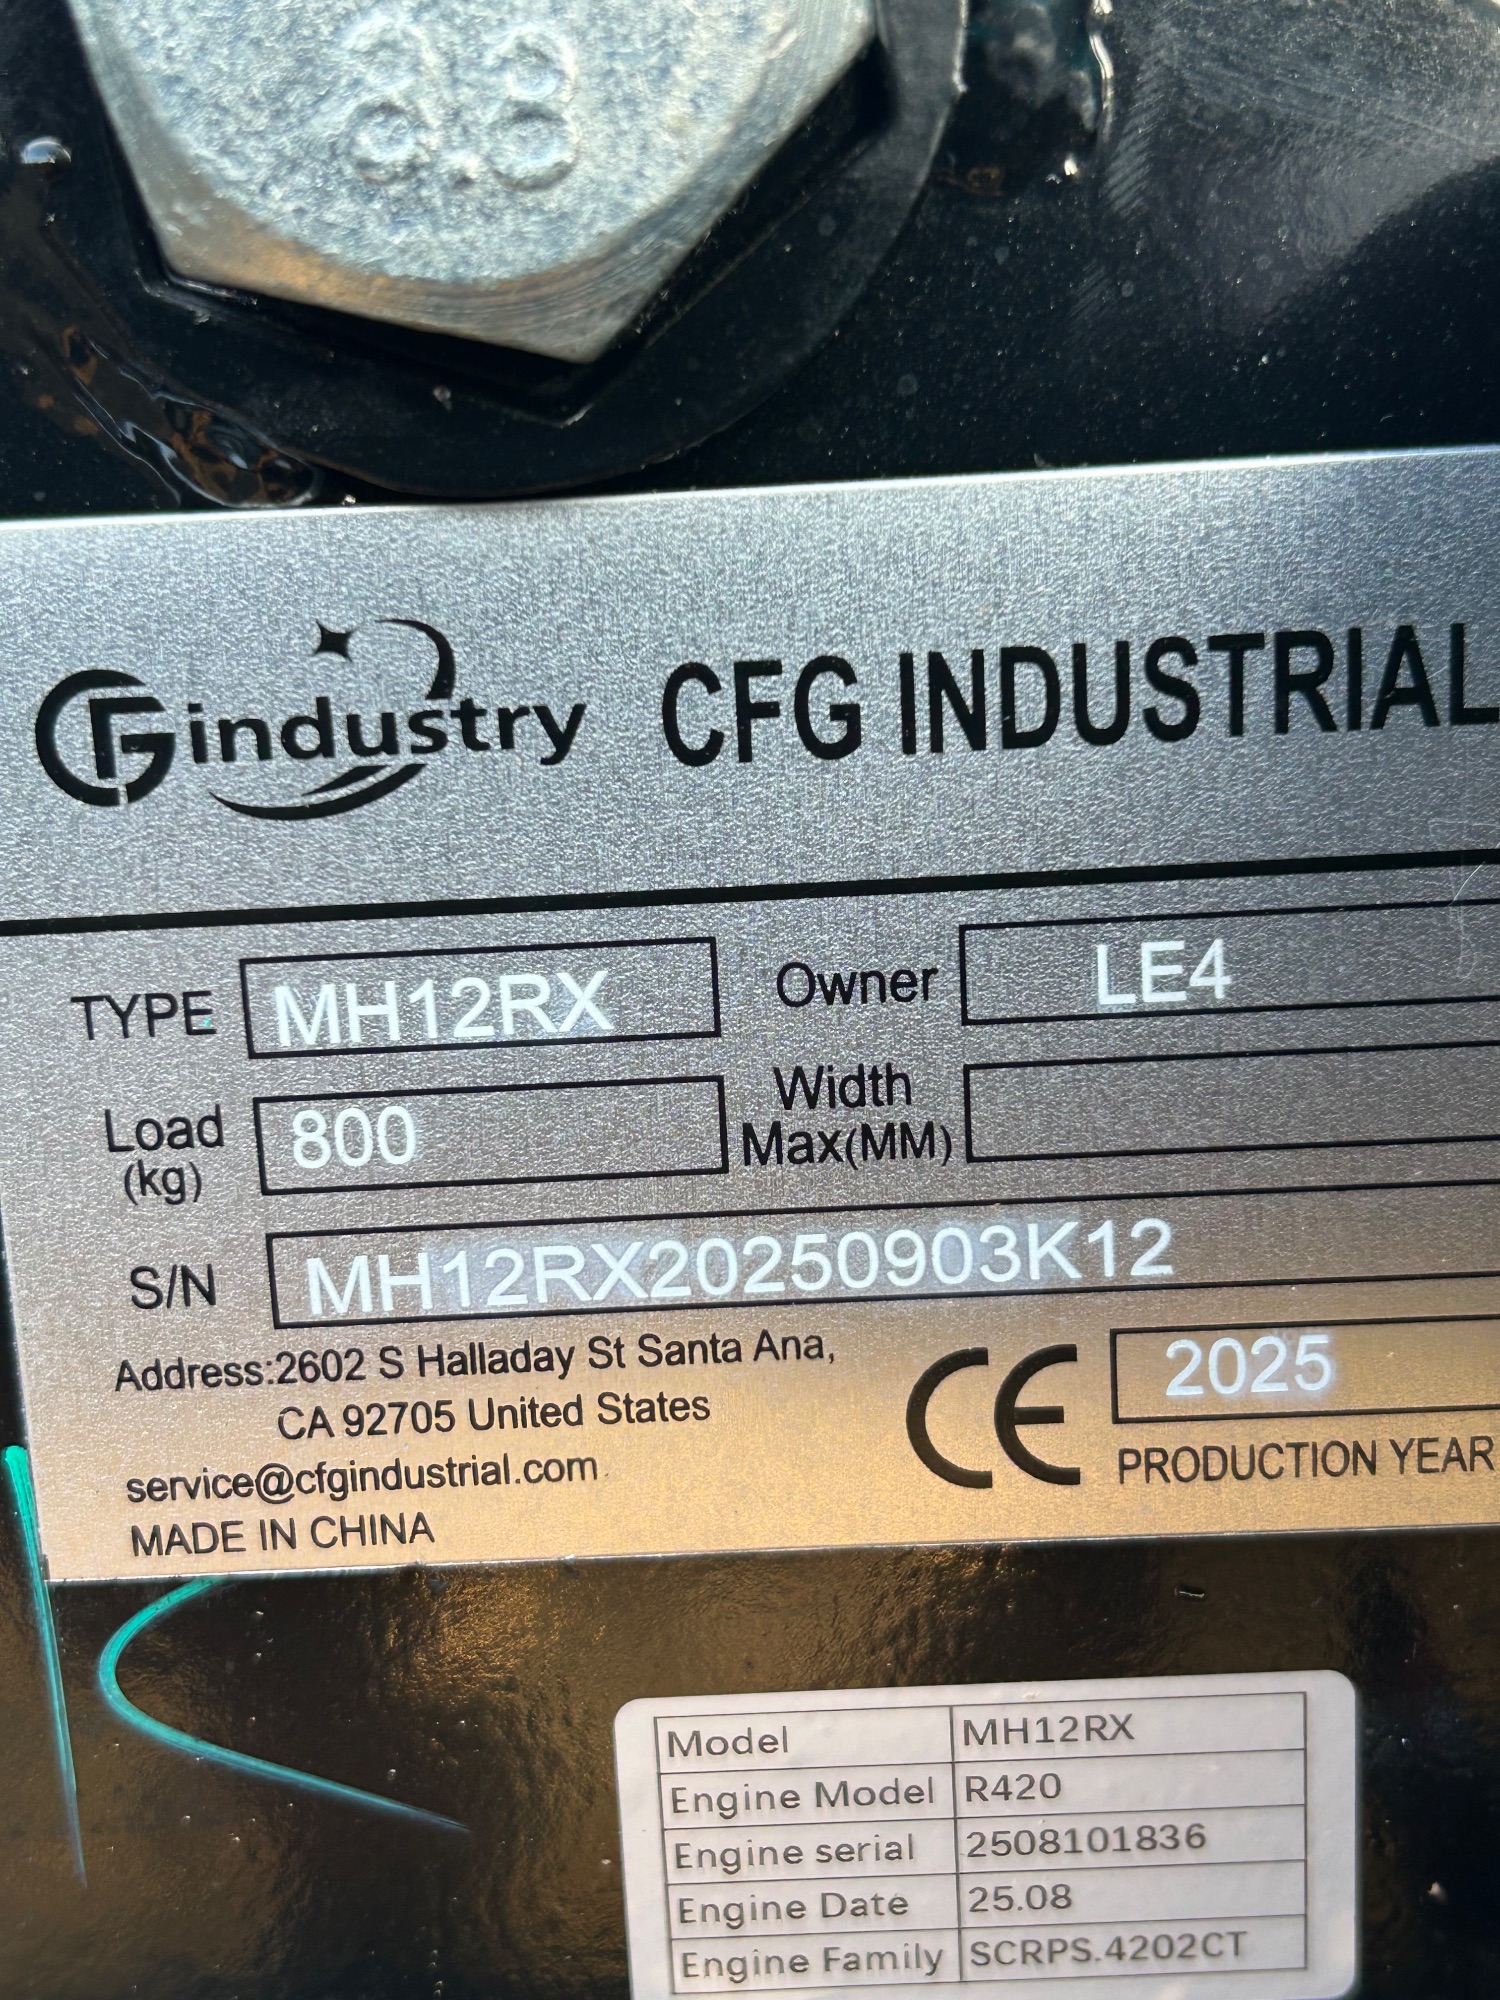 8.8
CFG industry CFG INDUSTRIAL
TYPE MH12RX Owner LE4
Load (kg) 800 Width Max(MM)
S/N MH12RX20250903K12
Address:2602 S Halladay St Santa Ana,
CA 92705 United States
service@cfgindustrial.com
MADE IN CHINA
CE 2025
PRODUCTION YEAR
K
Model MH12RX
Engine Model R420
Engine serial 2508101836
Engine Date 25.08
Engine Family SCRPS.4202CT